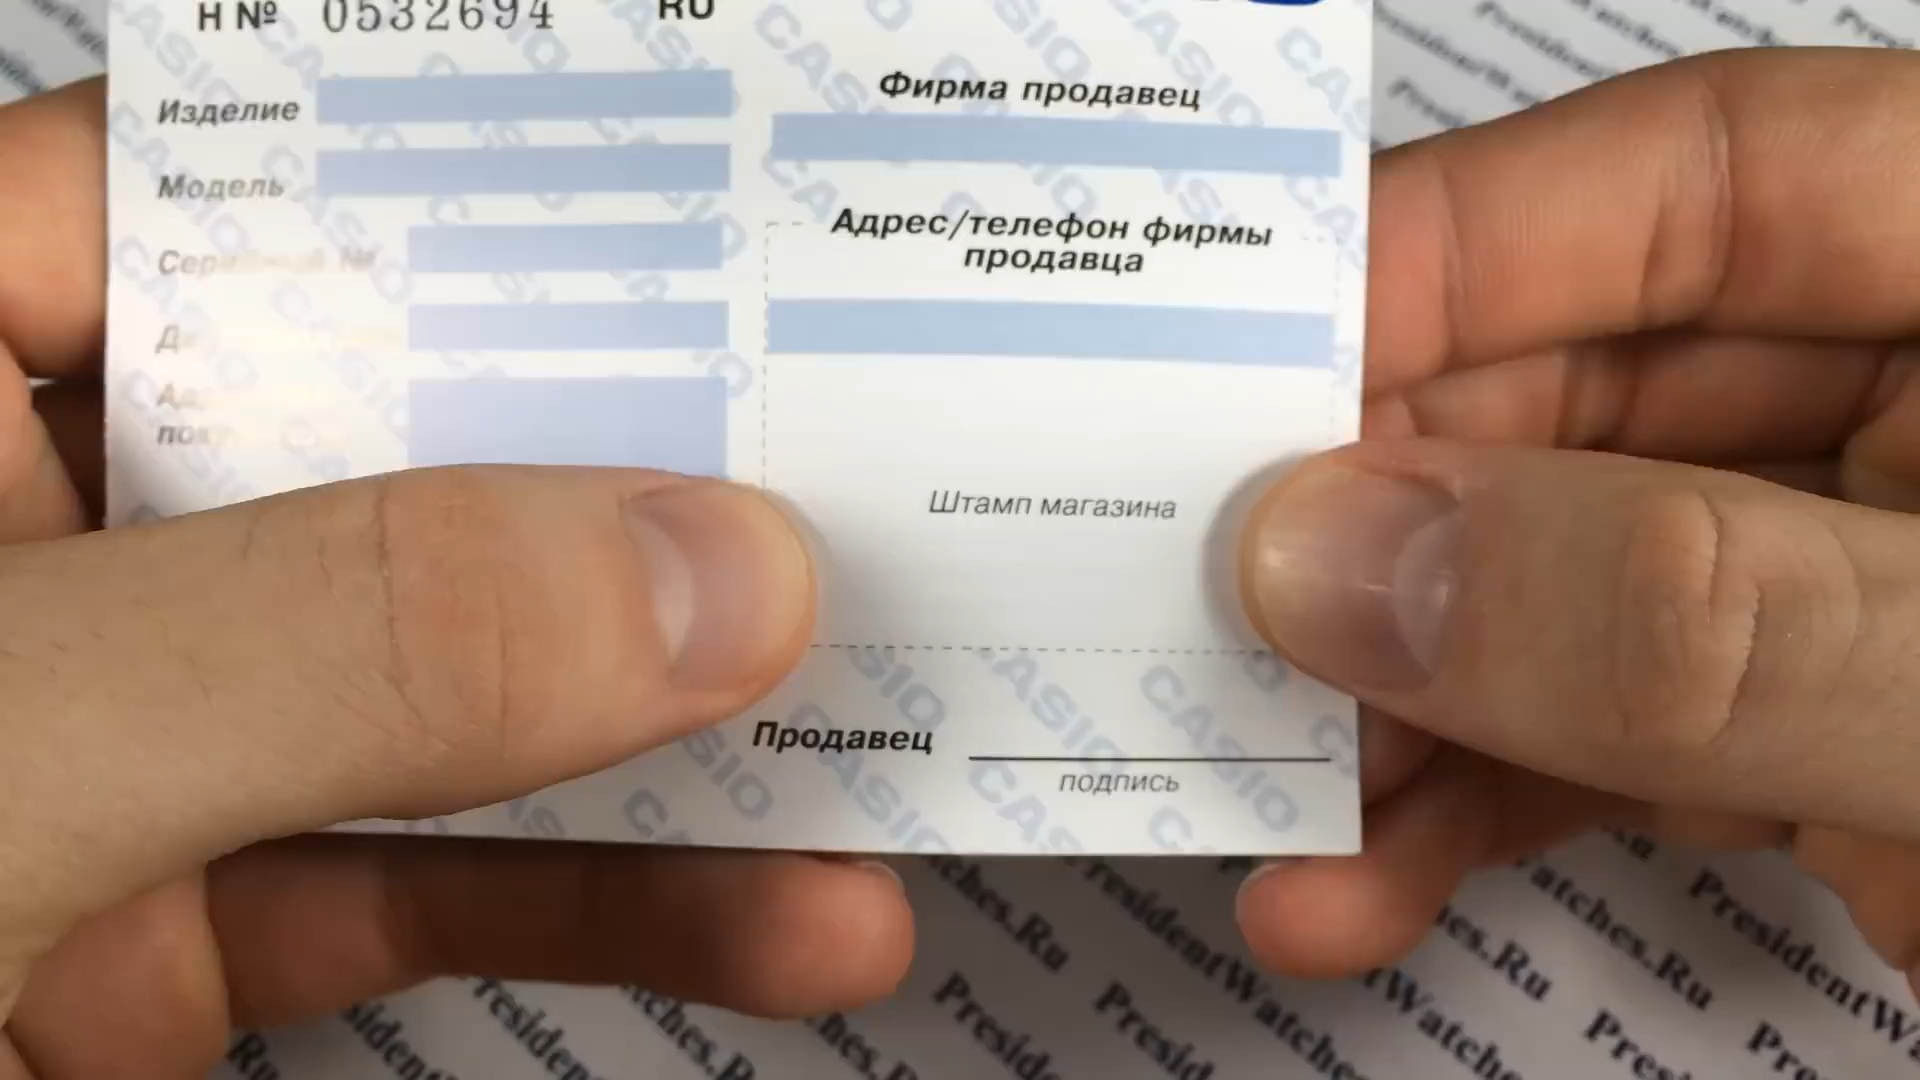 Н № 0532694 RU
Изделие
Модель
Фирма продавец
Адрес/телефон фирмы
продавца
Штамп магазина
Продавец
подпись
CASIO
PresidentWatches.Ru